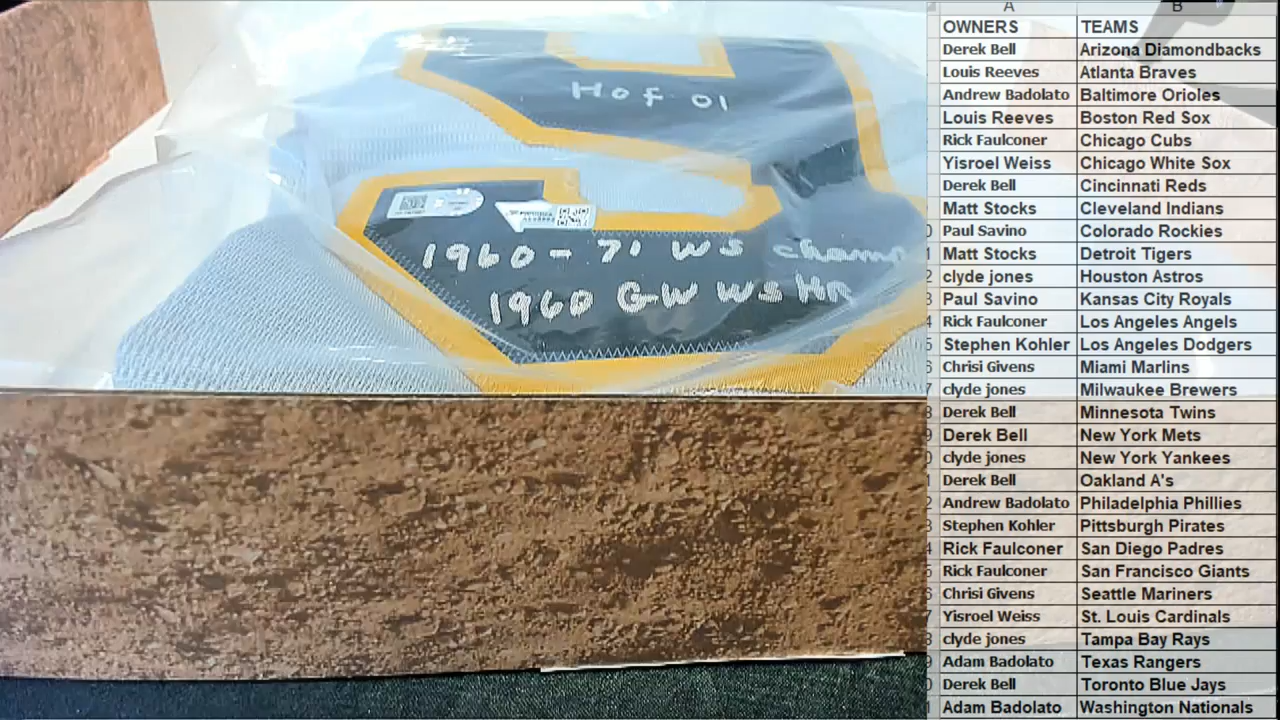 Hof 01
1960-71 WS champ
1960 GW WS HR
A B
OWNERS TEAMS
Derek Bell Arizona Diamondbacks
Louis Reeves Atlanta Braves
Andrew Badolato Baltimore Orioles
Louis Reeves Boston Red Sox
Rick Faulconer Chicago Cubs
Yisroel Weiss Chicago White Sox
Derek Bell Cincinnati Reds
Matt Stocks Cleveland Indians
Paul Savino Colorado Rockies
Matt Stocks Detroit Tigers
clyde jones Houston Astros
Paul Savino Kansas City Royals
Rick Faulconer Los Angeles Angels
Stephen Kohler Los Angeles Dodgers
Chrisi Givens Miami Marlins
clyde jones Milwaukee Brewers
Derek Bell Minnesota Twins
Derek Bell New York Mets
clyde jones New York Yankees
Derek Bell Oakland A's
Andrew Badolato Philadelphia Phillies
Stephen Kohler Pittsburgh Pirates
Rick Faulconer San Diego Padres
Rick Faulconer San Francisco Giants
Chrisi Givens Seattle Mariners
Yisroel Weiss St. Louis Cardinals
clyde jones Tampa Bay Rays
Adam Badolato Texas Rangers
Derek Bell Toronto Blue Jays
Adam Badolato Washington Nationals